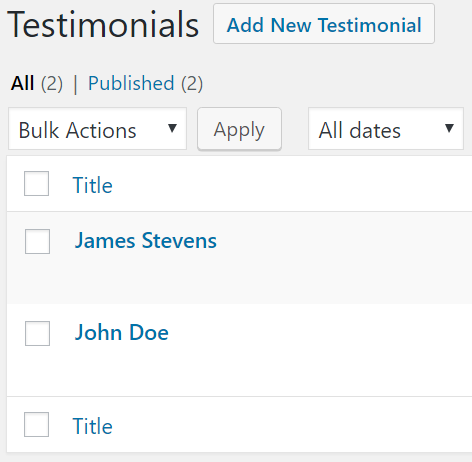 Testimonials Add New Testimonial
All (2) | Published (2)
Bulk Actions Apply All dates
Title
James Stevens
John Doe
Title